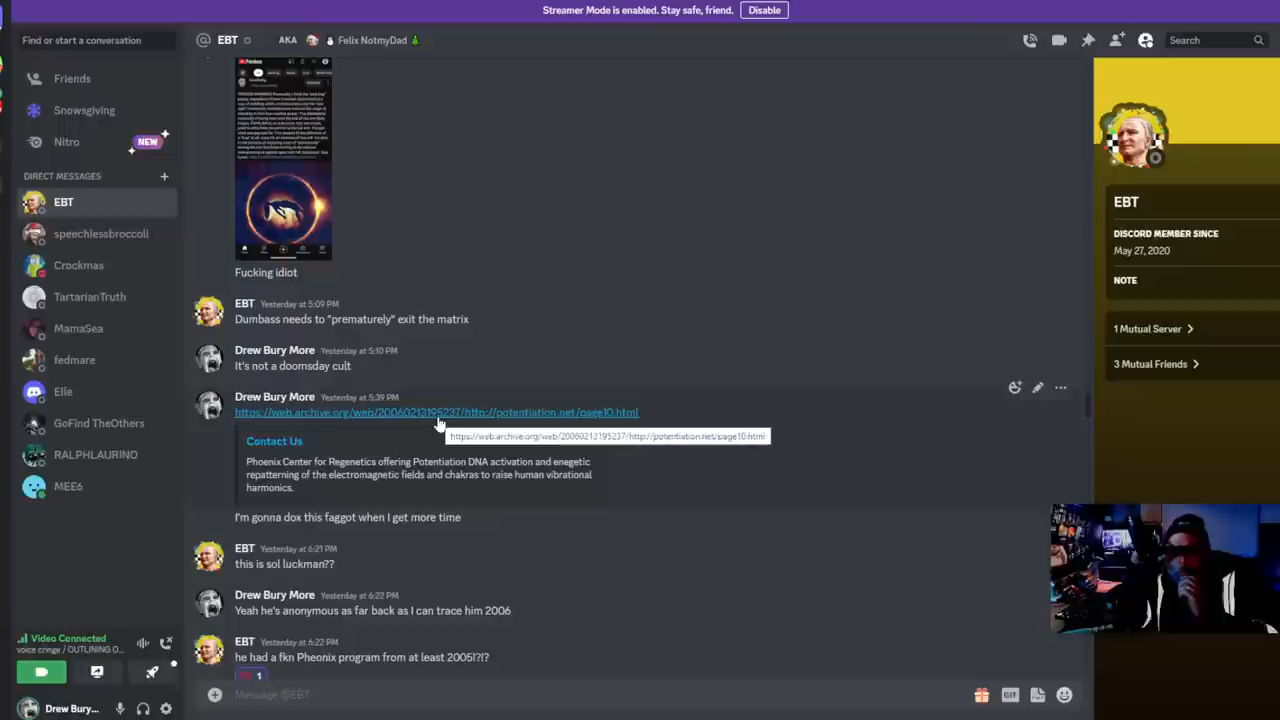 Streamer Mode is enabled. Stay safe, friend. Disable
Find or start a conversation
EBT AKA Felix NotmyDad
Search
Friends
Snowsgiving
Nitro NEW
DIRECT MESSAGES
EBT
speechlessbroccoli
Crockmas
TartarianTruth
MamaSea
fedmare
Elle
GoFind TheOthers
RALPHLAURINO
MEE6
Video Connected
voice cringe / OUTLINING O...
Drew Bury...
Fucking idiot
EBT Yesterday at 5:09 PM
Dumbass needs to "prematurely" exit the matrix
Drew Bury More Yesterday at 5:10 PM
It's not a doomsday cult
Drew Bury More Yesterday at 5:39 PM
https://web.archive.org/web/20060213195237/http://potentiation.net/page10.html
https://web.archive.org/web/20060213195237/http://potentiation.net/page10.html
Contact Us
Phoenix Center for Regenetics offering Potentiation DNA activation and enegetic
repatterning of the electromagnetic fields and chakras to raise human vibrational
harmonics.
I'm gonna dox this faggot when I get more time
EBT Yesterday at 6:21 PM
this is sol luckman??
Drew Bury More Yesterday at 6:22 PM
Yeah he's anonymous as far back as I can trace him 2006
EBT Yesterday at 6:22 PM
he had a fkn Pheonix program from at least 2005!?!?
1
Message @EBT
GIF
EBT
DISCORD MEMBER SINCE
May 27, 2020
NOTE
1 Mutual Server
3 Mutual Friends